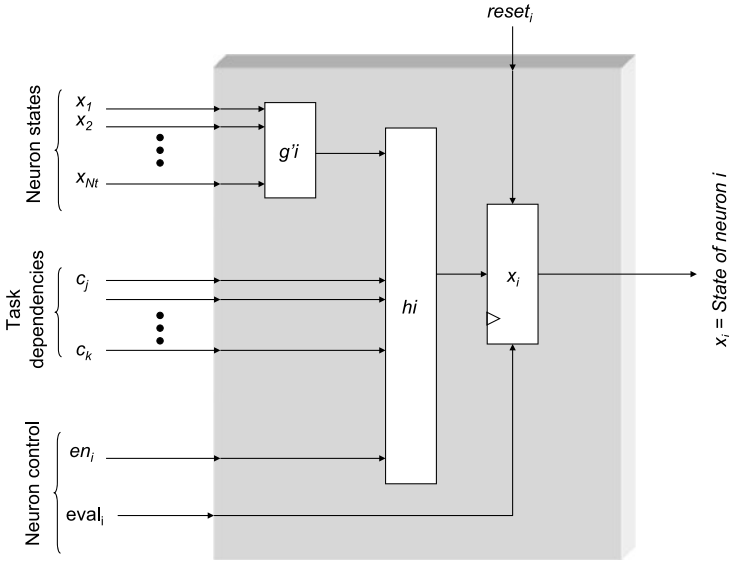 reset_i
Neuron states
x_1
x_2
x_Nt
g'i
Task
dependencies
c_j
c_k
hi
x_i
x_i = State of neuron i
Neuron control
en_i
eval_i